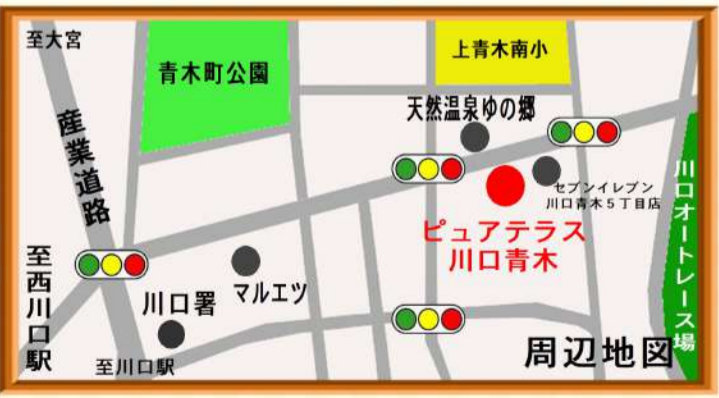 至大宮
青木町公園
上青木南小
産業道路
天然温泉ゆの郷
セブンイレブン
川口青木5丁目店
ピュアテラス
川口青木
川口オートレース場
至西川口駅
川口署
マルエツ
至川口駅
周辺地図